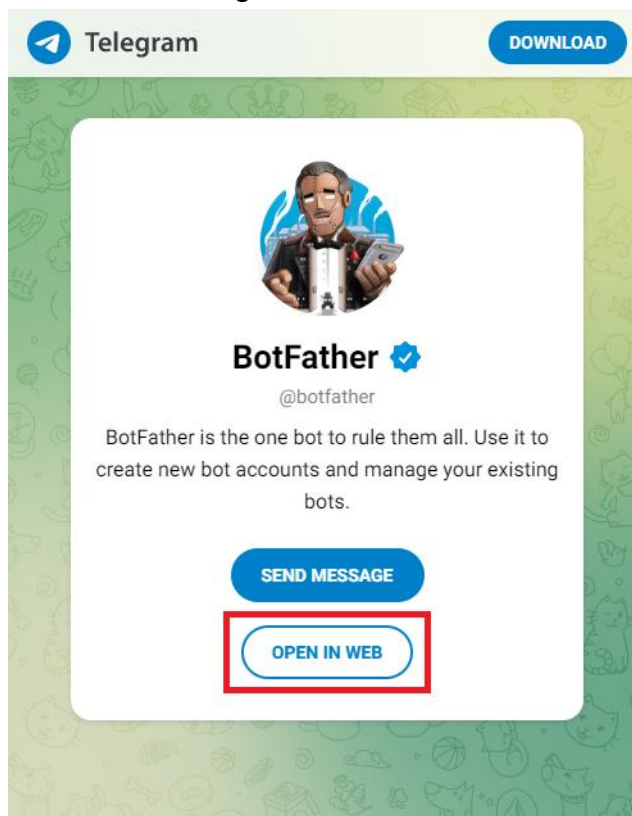 Telegram
DOWNLOAD
BotFather
@botfather
BotFather is the one bot to rule them all. Use it to
create new bot accounts and manage your existing
bots.
SEND MESSAGE
OPEN IN WEB